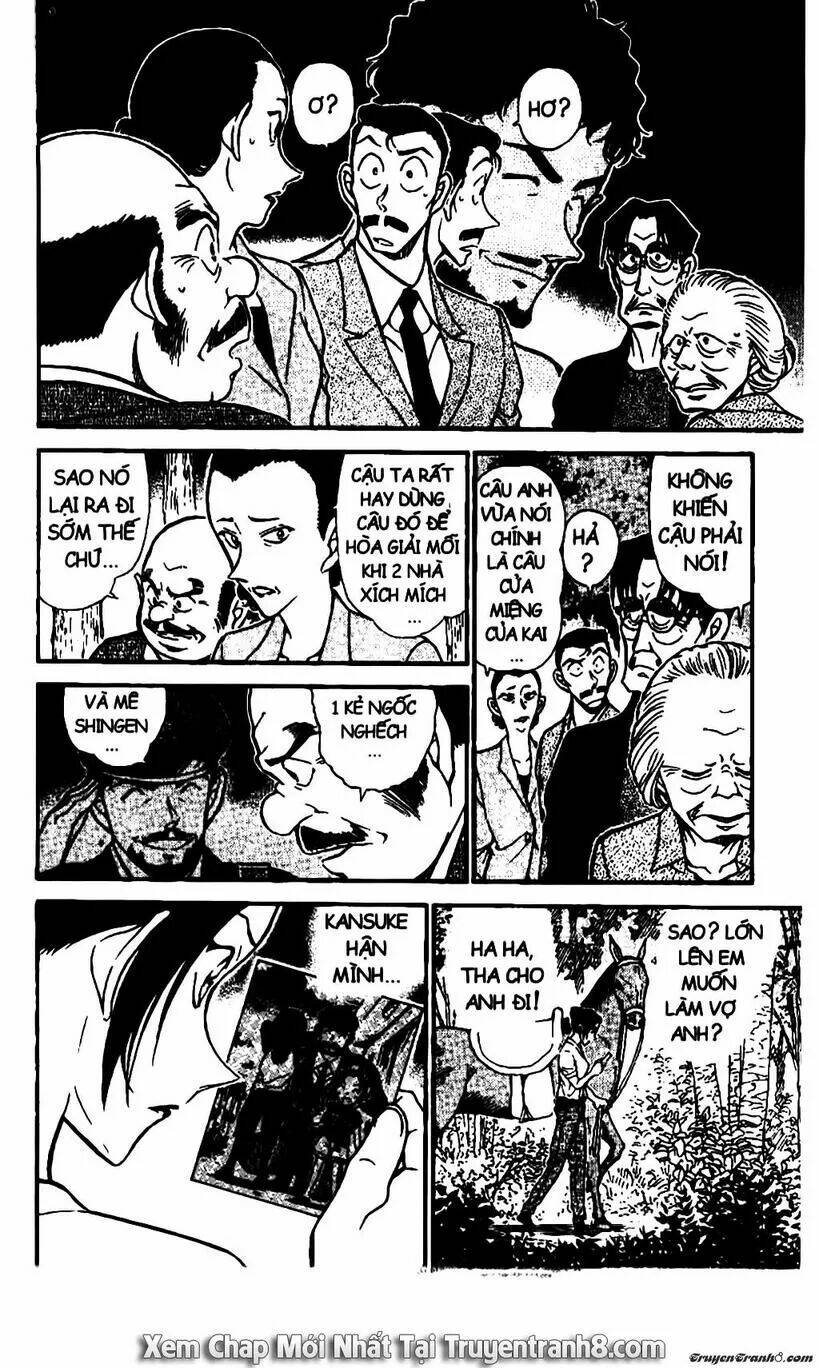 HƠ?
Ơ?
KHÔNG
KHIẾN
CẬU PHẢI
NÓI!
HẢ
?
CÂU ANH
VỪA NÓI
CHÍNH
LÀ CÂU
CỬA
MIỆNG
CỦA KAI
...
CẬU TA RẤT
HAY DÙNG
CÂU ĐÓ ĐỂ
HÒA GIẢI MỖI
KHI 2 NHÀ
XÍCH MÍCH
...
SAO NÓ
LẠI RA ĐI
SỚM THẾ
CHỨ...
1 KẺ NGỐC
NGHẾCH
...
VÀ MÊ
SHINGEN
...
SAO? LỚN
LÊN EM
MUỐN
LÀM VỢ
ANH?
HA HA,
THA CHO
ANH ĐI!
KANSUKE
HẬN
MÌNH...
Xem Chap Mới Nhất Tại Truyentranh8.com
TruyenTranh8.com